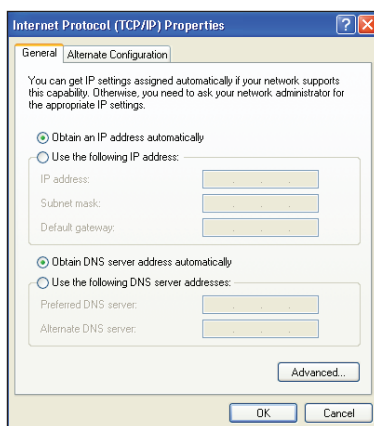 Internet Protocol (TCP/IP) Properties
General
Alternate Configuration
You can get IP settings assigned automatically if your network supports
this capability. Otherwise, you need to ask your network administrator for
the appropriate IP settings.
Obtain an IP address automatically
Use the following IP address:
IP address:
Subnet mask:
Default gateway:
Obtain DNS server address automatically
Use the following DNS server addresses:
Preferred DNS server:
Alternate DNS server:
Advanced...
OK
Cancel